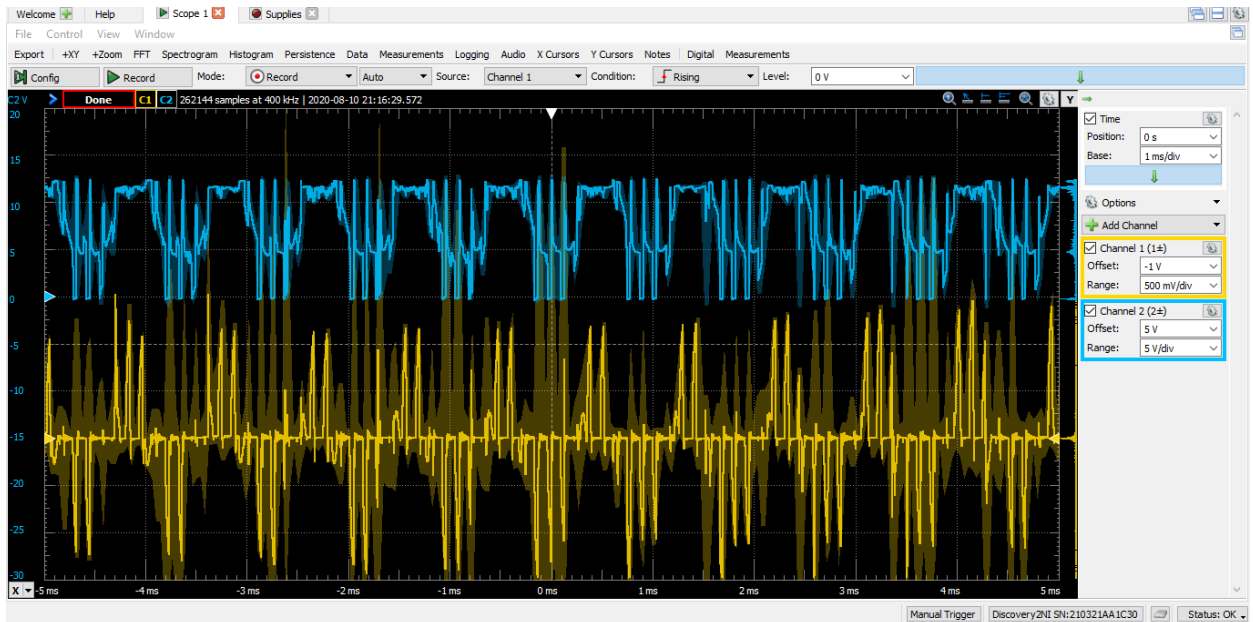 Welcome Help Scope 1 Supplies
File Control View Window
Export +XY +Zoom FFT Spectrogram Histogram Persistence Data Measurements Logging Audio X Cursors Y Cursors Notes Digital Measurements
Config Record Mode: Record Auto Source: Channel 1 Condition: Rising Level: 0 V
C2 V Done C1 C2 262144 samples at 400 kHz | 2020-08-10 21:16:29.572 Y
20
15
10
5
0
-5
-10
-15
-20
-25
-30
X -5 ms -4 ms -3 ms -2 ms -1 ms 0 ms 1 ms 2 ms 3 ms 4 ms 5 ms
Time
Position: 0 s
Base: 1 ms/div
Options
Add Channel
Channel 1 (1±)
Offset: -1 V
Range: 500 mV/div
Channel 2 (2±)
Offset: 5 V
Range: 5 V/div
Manual Trigger Discovery2NI SN:210321AA1C30 Status: OK